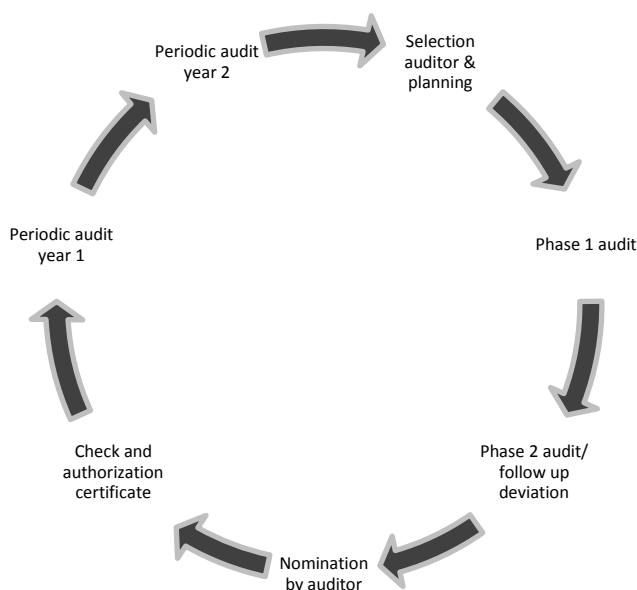 Periodic audit
year 2
Selection
auditor &
planning
Phase 1 audit
Phase 2 audit/
follow up
deviation
Nomination
by auditor
Check and
authorization
certificate
Periodic audit
year 1